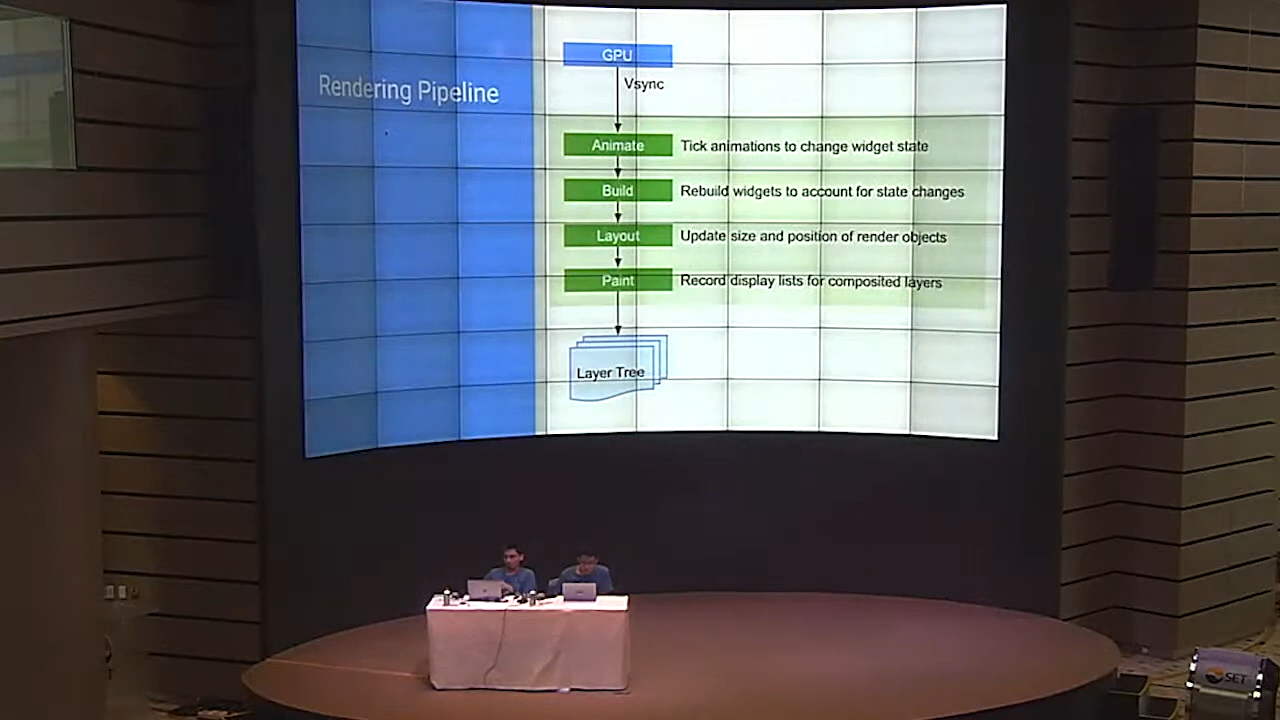 Rendering Pipeline
GPU
Vsync
Animate
Tick animations to change widget state
Build
Rebuild widgets to account for state changes
Layout
Update size and position of render objects
Paint
Record display lists for composited layers
Layer Tree
SET